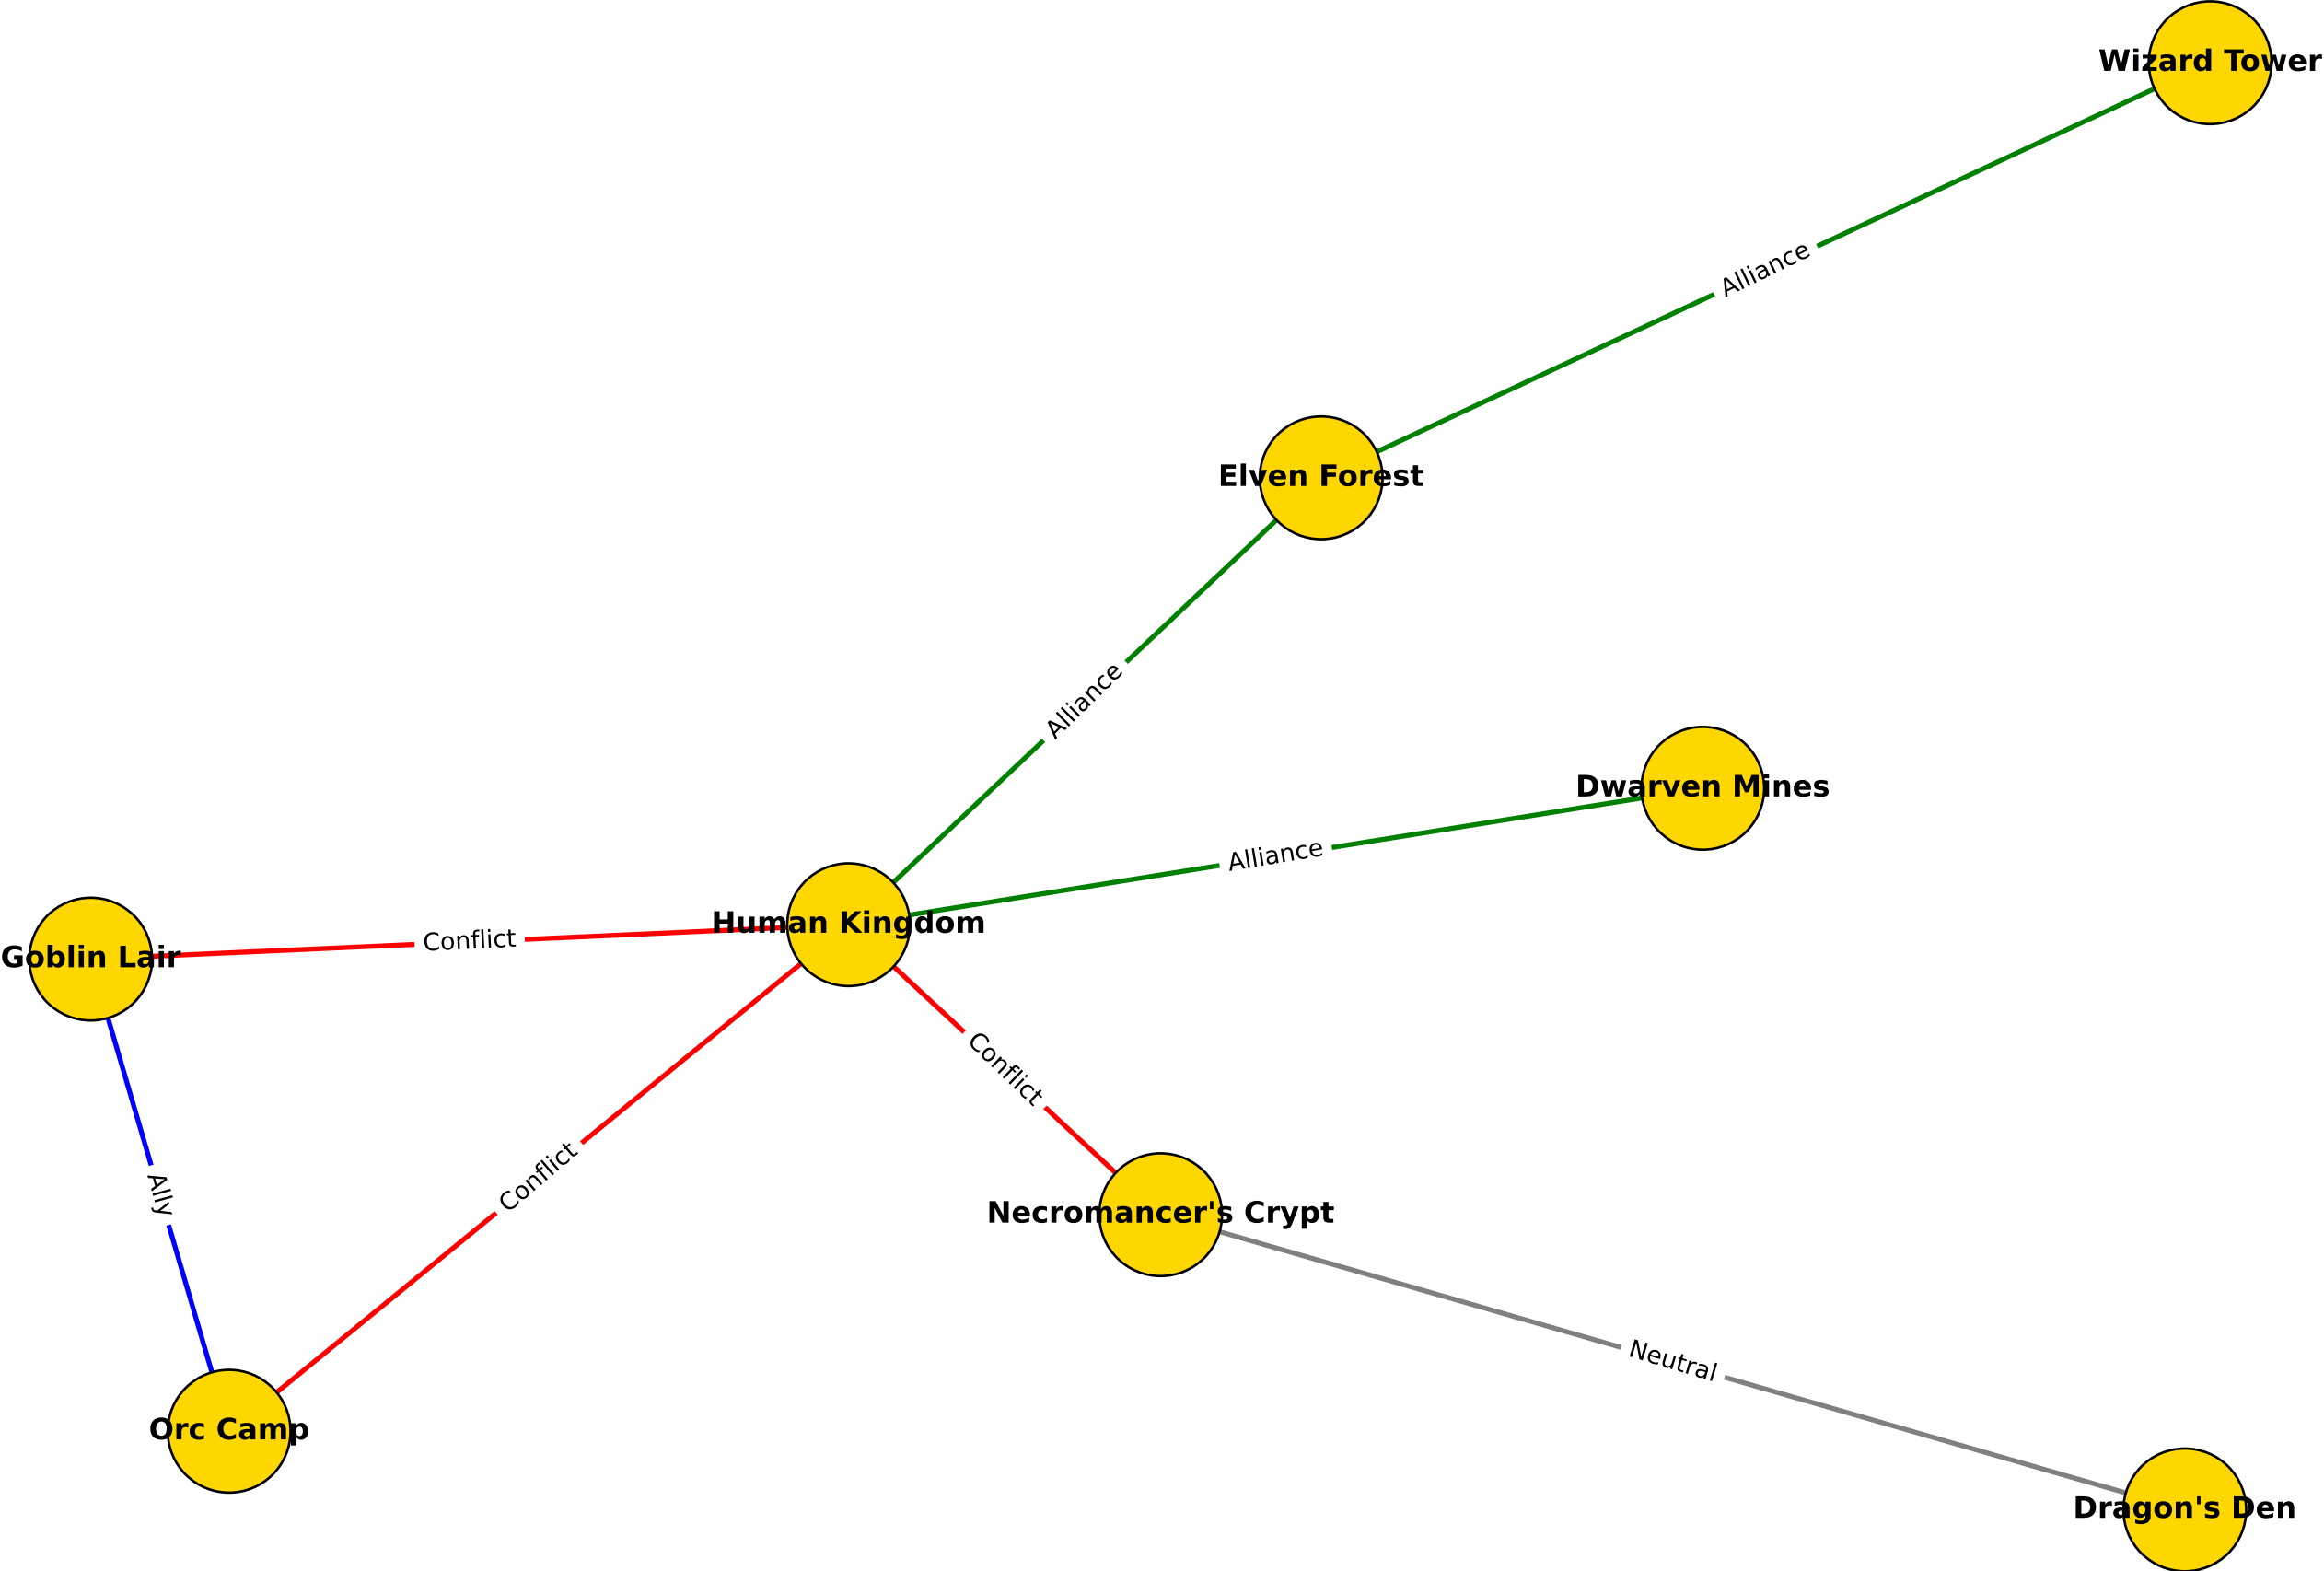 Wizard Tower
Alliance
Elven Forest
Alliance
Dwarven Mines
Alliance
Human Kingdom
Conflict
Goblin Lair
Conflict
Ally
Conflict
Necromancer's Crypt
Neutral
Orc Camp
Dragon's Den